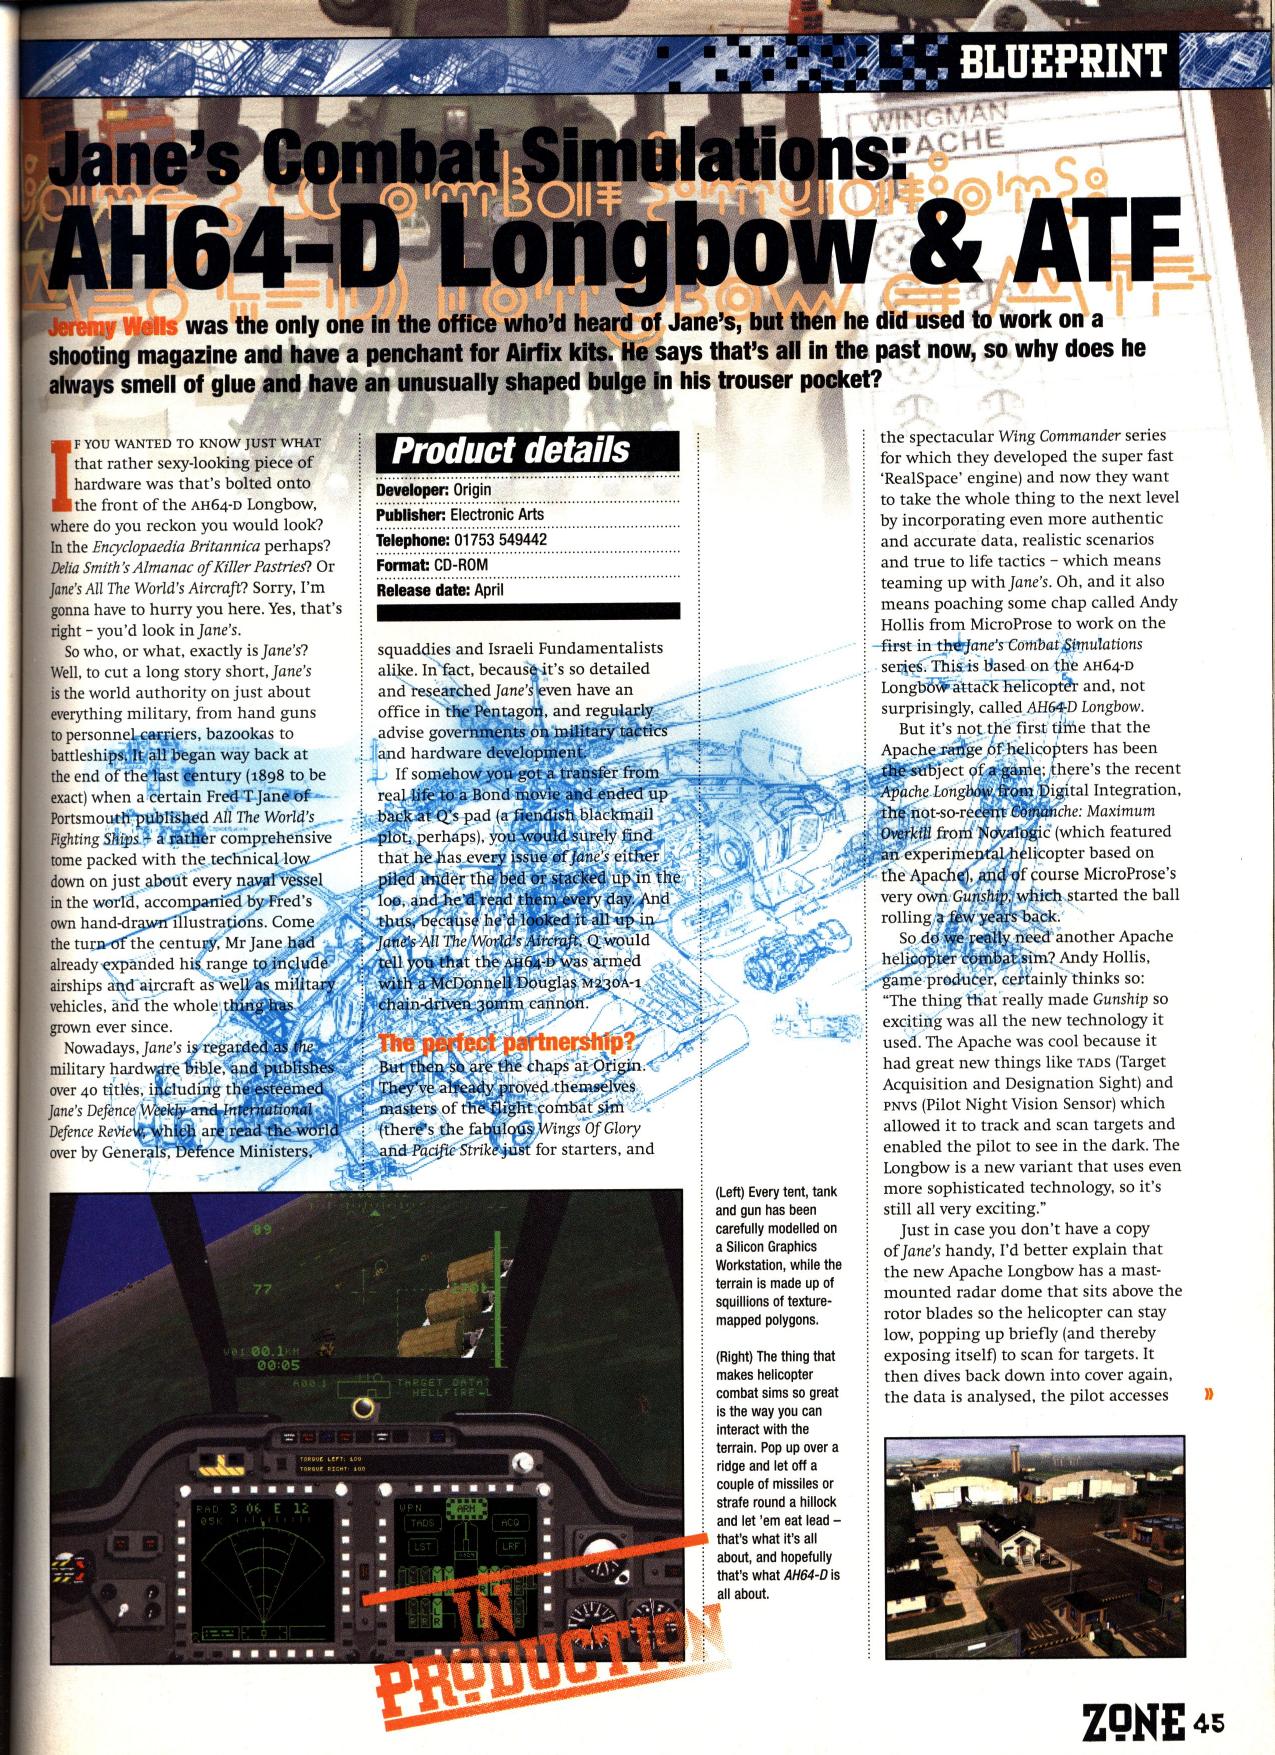 BLUEPRINT
WINGMAN
APACHE
Jane's Combat Simulations:
AH64-D Longbow & ATF
Jeremy Wells was the only one in the office who'd heard of Jane's, but then he did used to work on a
shooting magazine and have a penchant for Airfix kits. He says that's all in the past now, so why does he
always smell of glue and have an unusually shaped bulge in his trouser pocket?
IF YOU WANTED TO KNOW JUST WHAT
that rather sexy-looking piece of
hardware was that's bolted onto
the front of the AH64-D Longbow,
where do you reckon you would look?
In the Encyclopaedia Britannica perhaps?
Delia Smith's Almanac of Killer Pastries? Or
Jane's All The World's Aircraft? Sorry, I'm
gonna have to hurry you here. Yes, that's
right – you'd look in Jane's.
So who, or what, exactly is Jane's?
Well, to cut a long story short, Jane's
is the world authority on just about
everything military, from hand guns
to personnel carriers, bazookas to
battleships. It all began way back at
the end of the last century (1898 to be
exact) when a certain Fred T Jane of
Portsmouth published All The World's
Fighting Ships – a rather comprehensive
tome packed with the technical low
down on just about every naval vessel
in the world, accompanied by Fred's
own hand-drawn illustrations. Come
the turn of the century, Mr Jane had
already expanded his range to include
airships and aircraft as well as military
vehicles, and the whole thing has
grown ever since.
Nowadays, Jane's is regarded as the
military hardware bible, and publishes
over 40 titles, including the esteemed
Jane's Defence Weekly and International
Defence Review, which are read the world
over by Generals, Defence Ministers,
Product details
Developer: Origin
Publisher: Electronic Arts
Telephone: 01753 549442
Format: CD-ROM
Release date: April
squaddies and Israeli Fundamentalists
alike. In fact, because it's so detailed
and researched Jane's even have an
office in the Pentagon, and regularly
advise governments on military tactics
and hardware development.
If somehow you got a transfer from
real life to a Bond movie and ended up
back at Q's pad (a fiendish blackmail
plot, perhaps), you would surely find
that he has every issue of Jane's either
piled under the bed or stacked up in the
loo, and he'd read them every day. And
thus, because he'd looked it all up in
Jane's All The World's Aircraft, Q would
tell you that the AH64-D was armed
with a McDonnell Douglas M230A-1
chain-driven 30mm cannon.
The perfect partnership?
But then so are the chaps at Origin.
They've already proved themselves
masters of the flight combat sim
(there's the fabulous Wings Of Glory
and Pacific Strike just for starters, and
the spectacular Wing Commander series
for which they developed the super fast
'RealSpace' engine) and now they want
to take the whole thing to the next level
by incorporating even more authentic
and accurate data, realistic scenarios
and true to life tactics – which means
teaming up with Jane's. Oh, and it also
means poaching some chap called Andy
Hollis from MicroProse to work on the
first in the Jane's Combat Simulations
series. This is based on the AH64-D
Longbow attack helicopter and, not
surprisingly, called AH64-D Longbow.
But it's not the first time that the
Apache range of helicopters has been
the subject of a game; there's the recent
Apache Longbow from Digital Integration,
the not-so-recent Comanche: Maximum
Overkill from Novalogic (which featured
an experimental helicopter based on
the Apache), and of course MicroProse's
very own Gunship, which started the ball
rolling a few years back.
So do we really need another Apache
helicopter combat sim? Andy Hollis,
game producer, certainly thinks so:
"The thing that really made Gunship so
exciting was all the new technology it
used. The Apache was cool because it
had great new things like TADS (Target
Acquisition and Designation Sight) and
PNVS (Pilot Night Vision Sensor) which
allowed it to track and scan targets and
enabled the pilot to see in the dark. The
Longbow is a new variant that uses even
more sophisticated technology, so it's
still all very exciting."
Just in case you don't have a copy
of Jane's handy, I'd better explain that
the new Apache Longbow has a mast-
mounted radar dome that sits above the
rotor blades so the helicopter can stay
low, popping up briefly (and thereby
exposing itself) to scan for targets. It
then dives back down into cover again,
the data is analysed, the pilot accesses »
(Left) Every tent, tank
and gun has been
carefully modelled on
a Silicon Graphics
Workstation, while the
terrain is made up of
squillions of texture-
mapped polygons.
(Right) The thing that
makes helicopter
combat sims so great
is the way you can
interact with the
terrain. Pop up over a
ridge and let off a
couple of missiles or
strafe round a hillock
and let 'em eat lead –
that's what it's all
about, and hopefully
that's what AH64-D is
all about.
89
77
00.1KM
00:05
TARGET DATA?
HELLFIRE-L
TORQUE LEFT: 100
TORQUE RIGHT: 100
RAD 3 06 E 12
WPN
ARM
TADS
ACQ
LST
LRF
IN
PRODUCTION
ZONE 45